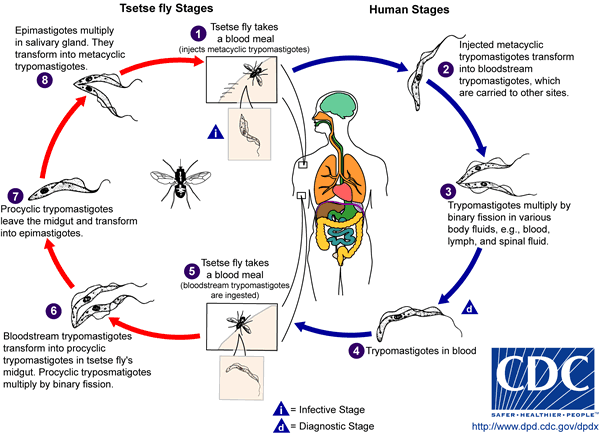 Tsetse fly Stages
Human Stages
1
Tsetse fly takes
a blood meal
(injects metacyclic trypomastigotes)
i
2
Injected metacyclic
trypomastigotes transform
into bloodstream
trypomastigotes, which
are carried to other sites.
3
Trypomastigotes multiply by
binary fission in various
body fluids, e.g., blood,
lymph, and spinal fluid.
d
4
Trypomastigotes in blood
5
Tsetse fly takes
a blood meal
(bloodstream trypomastigotes
are ingested)
6
Bloodstream trypomastigotes
transform into procyclic
trypomastigotes in tsetse fly's
midgut. Procyclic tryposmatigotes
multiply by binary fission.
7
Procyclic trypomastigotes
leave the midgut and transform
into epimastigotes.
Epimastigotes multiply
in salivary gland. They
transform into metacyclic
trypomastigotes.
8
i = Infective Stage
d = Diagnostic Stage
CDC
SAFER • HEALTHIER • PEOPLE™
http://www.dpd.cdc.gov/dpdx